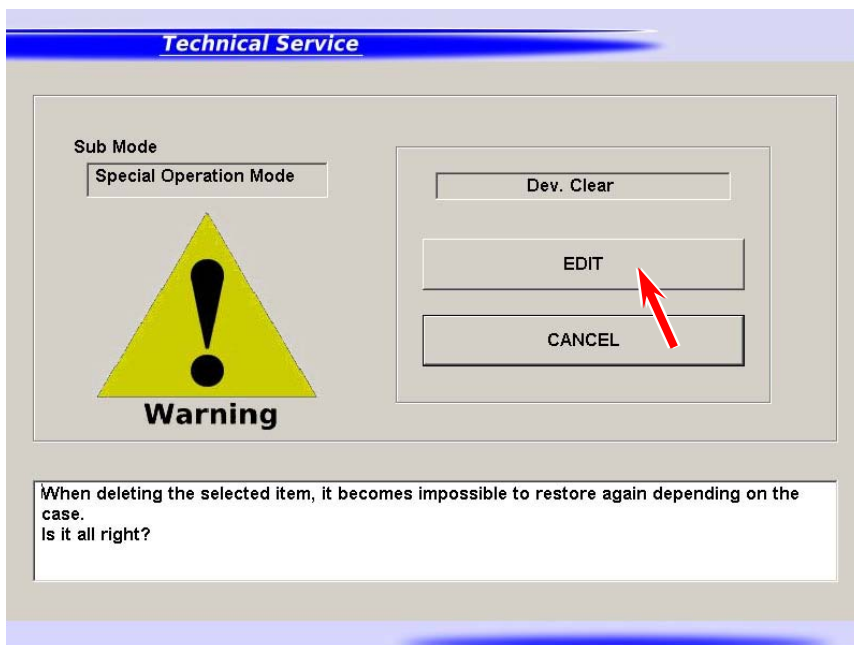 Technical Service
Sub Mode
Special Operation Mode
Warning
Dev. Clear
EDIT
CANCEL
When deleting the selected item, it becomes impossible to restore again depending on the
case.
Is it all right?